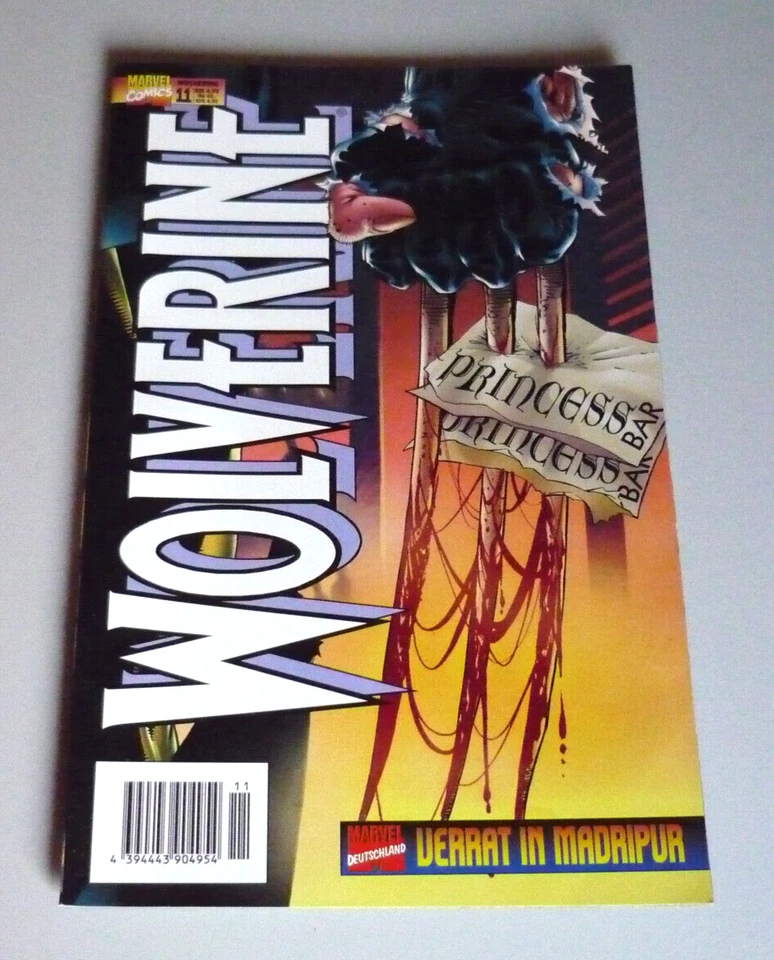 MARVEL
COMICS
WOLVERINE
11
WOLVERINE
®
PRINCESS
BAR
PRINCESS
BAR
11
4 394443 904954
MARVEL
DEUTSCHLAND
VERRAT IN MADRIPUR